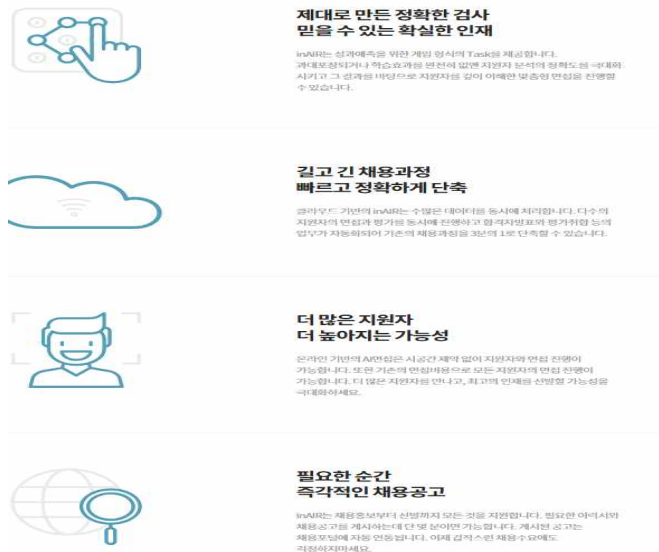 제대로 만든 정확한 검사
믿을 수 있는 확실한 인재
inAIR는 성과예측을 위한 게임 형식의 Task를 제공합니다.
과대포장되거나 학습효과를 완전히 없앤 지원자 분석의 정확도를 극대화
시키고 그 결과를 바탕으로 지원자를 깊이 이해한 맞춤형 면접을 진행할
수 있습니다.
길고 긴 채용과정
빠르고 정확하게 단축
클라우드 기반의 inAIR는 수많은 데이터를 동시에 처리합니다. 다수의
지원자의 면접과 평가를 동시에 진행하고 합격자발표와 평가취합 등의
업무가 자동화되어 기존의 채용과정을 3분의 1로 단축할 수 있습니다.
더 많은 지원자
더 높아지는 가능성
온라인 기반의 AI면접은 시공간 제약 없이 지원자와 면접 진행이
가능합니다. 또한 기존의 면접비용으로 모든 지원자의 면접 진행이
가능합니다. 더 많은 지원자를 만나고, 최고의 인재를 선발할 가능성을
극대화하세요.
필요한 순간
즉각적인 채용공고
inAIR는 채용홍보부터 선발까지 모든 것을 지원합니다. 필요한 이력서와
채용공고를 게시하는데 단 몇 분이면 가능합니다. 게시된 공고는
채용포털에 자동 연동됩니다. 이제 갑작스런 채용수요에도
걱정하지마세요.